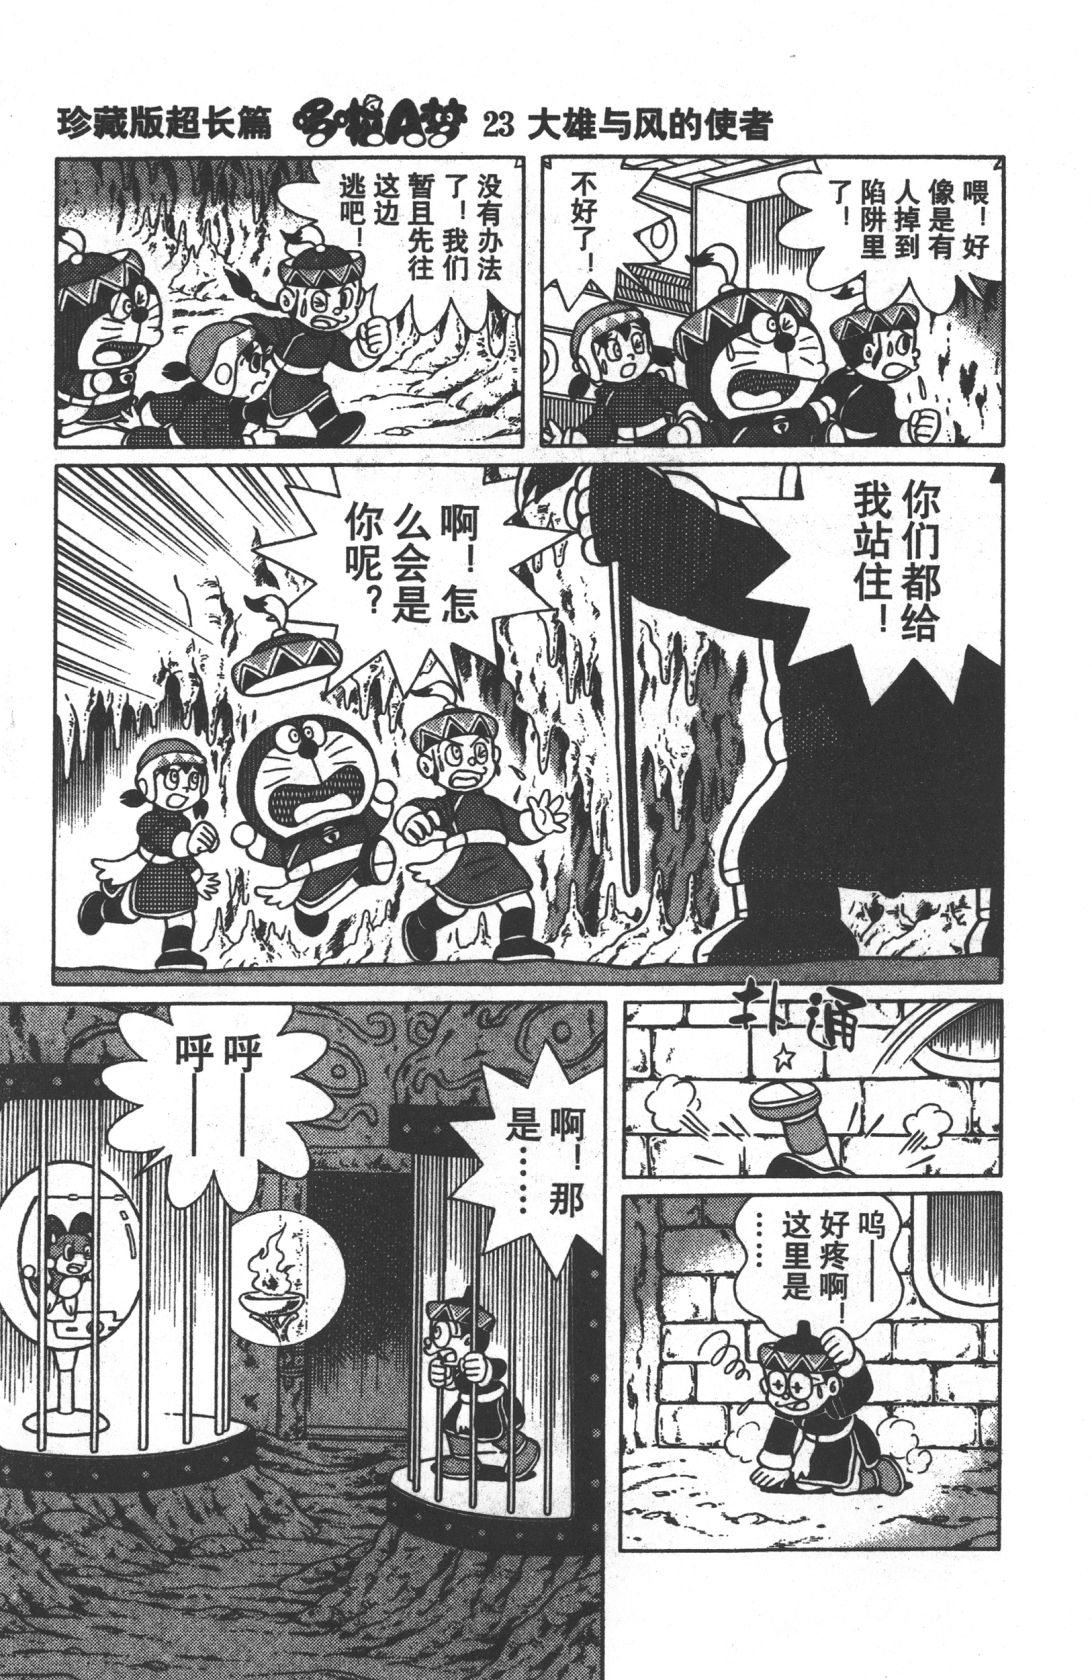 珍藏版超长篇 哆啦A梦 23 大雄与风的使者
喂！好
像是有
人掉到
陷阱里
了！
不好了！
没有办法
了！我们
暂且先往
这边
逃吧！
你们都给
我站住！
啊！怎
么会是
你呢？
扑通
呜——
好疼啊！
这里是
……
啊！那
是……
呼——
呼——